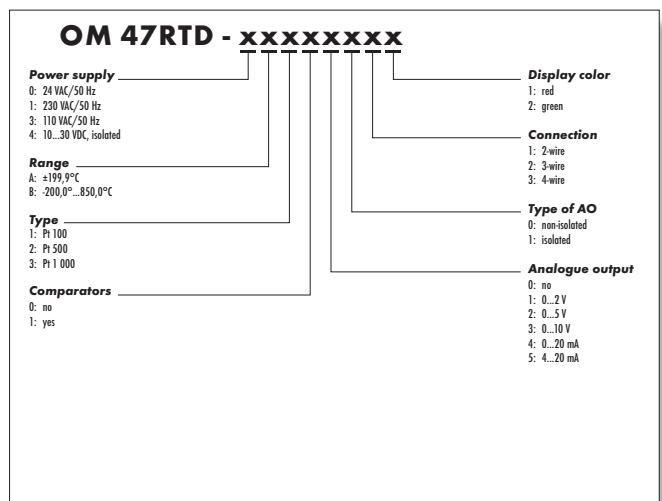 OM 47RTD - x x x x x x x x
Power supply
0: 24 VAC/50 Hz
1: 230 VAC/50 Hz
3: 110 VAC/50 Hz
4: 10...30 VDC, isolated
Range
A: ±199,9°C
B: -200,0°...850,0°C
Type
1: Pt 100
2: Pt 500
3: Pt 1 000
Comparators
0: no
1: yes
Display color
1: red
2: green
Connection
1: 2-wire
2: 3-wire
3: 4-wire
Type of AO
0: non-isolated
1: isolated
Analogue output
0: no
1: 0...2 V
2: 0...5 V
3: 0...10 V
4: 0...20 mA
5: 4...20 mA